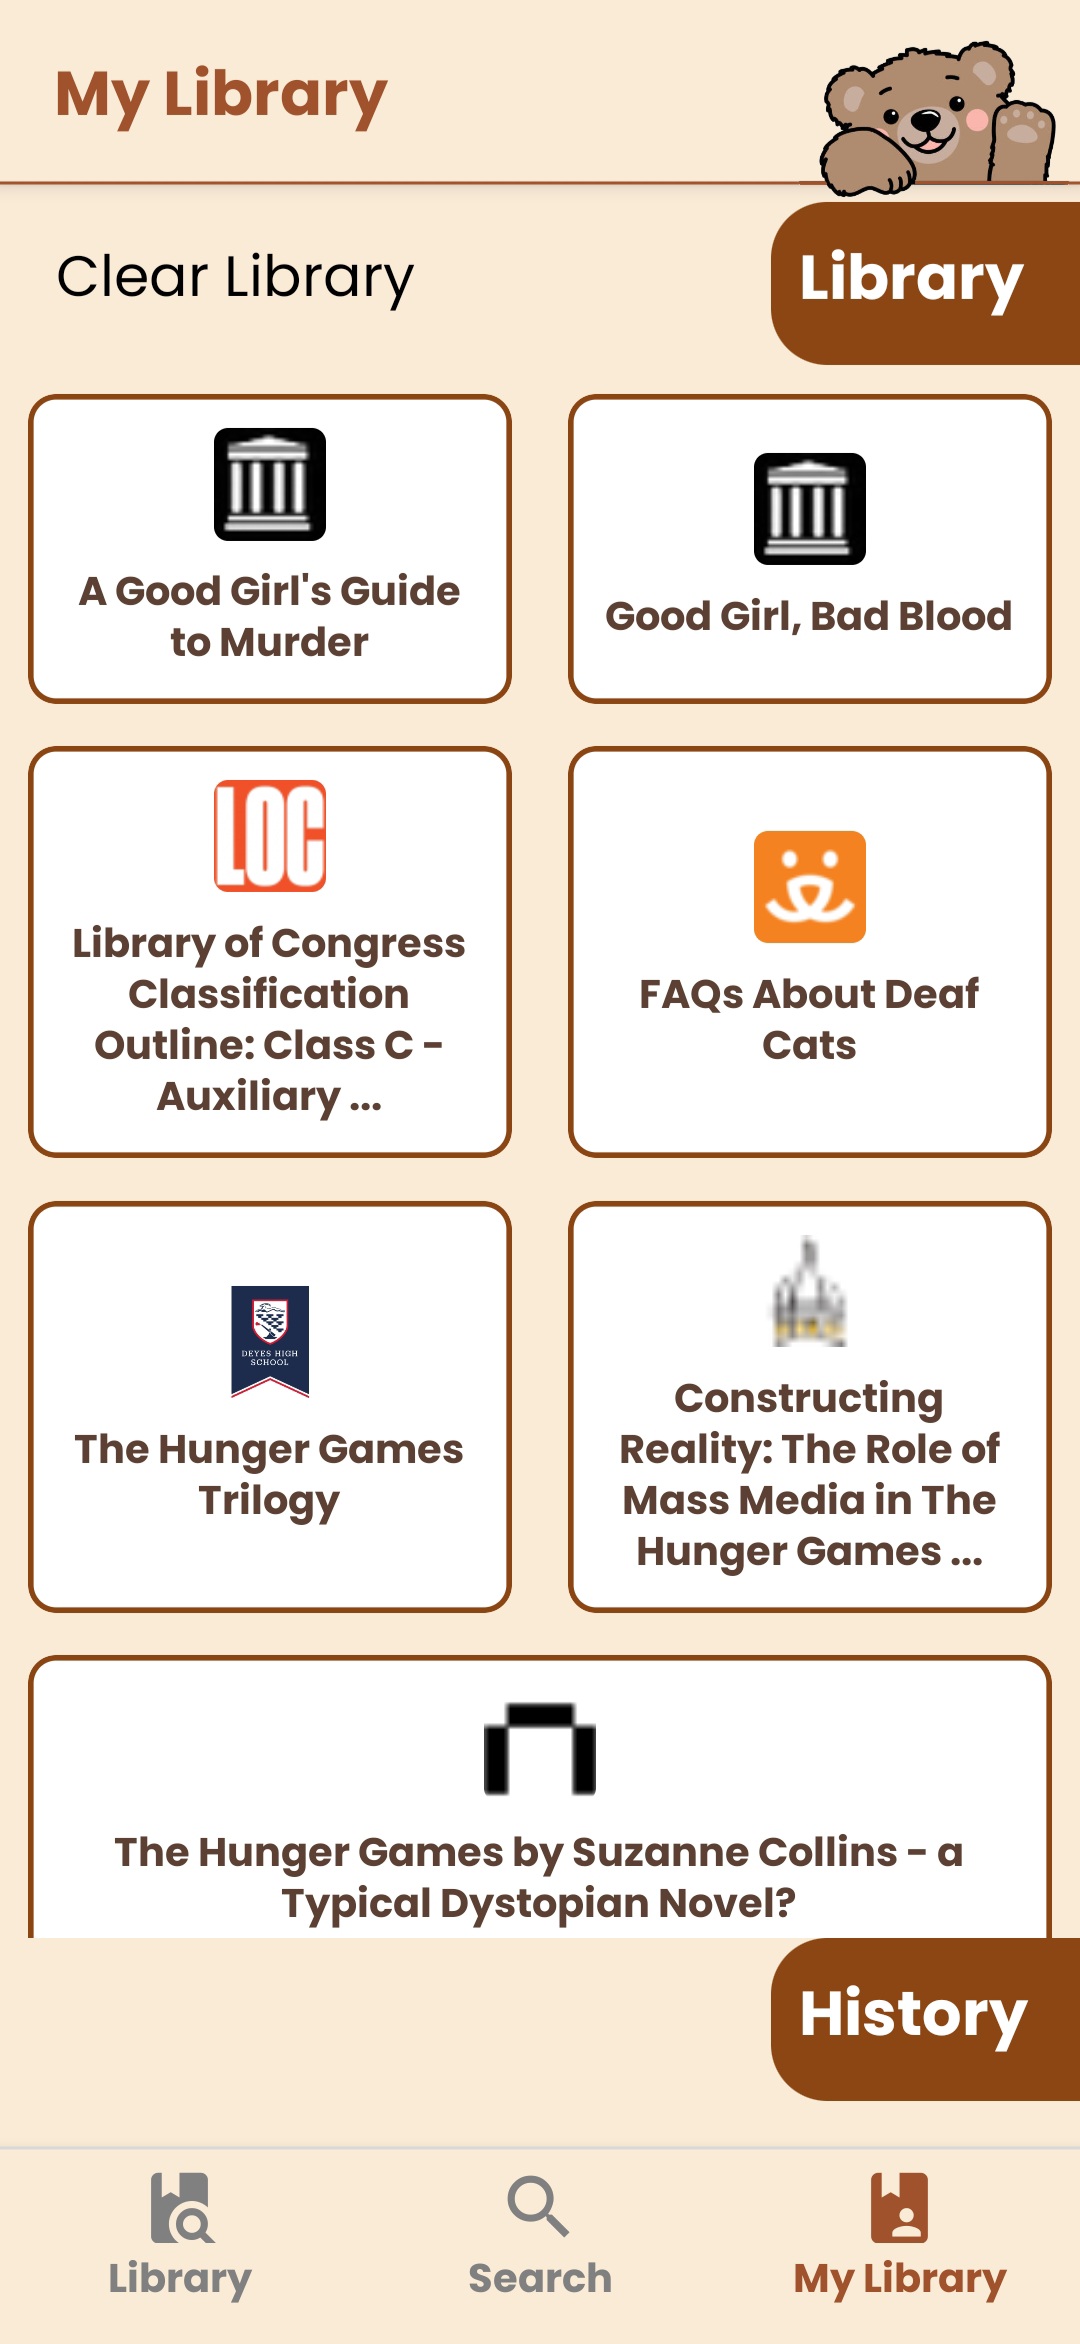 My Library
Clear Library
Library
A Good Girl's Guide
to Murder
Good Girl, Bad Blood
LOC
Library of Congress
Classification
Outline: Class C -
Auxiliary ...
FAQs About Deaf
Cats
DEYES HIGH
SCHOOL
The Hunger Games
Trilogy
Constructing
Reality: The Role of
Mass Media in The
Hunger Games ...
The Hunger Games by Suzanne Collins - a
Typical Dystopian Novel?
History
Library
Search
My Library